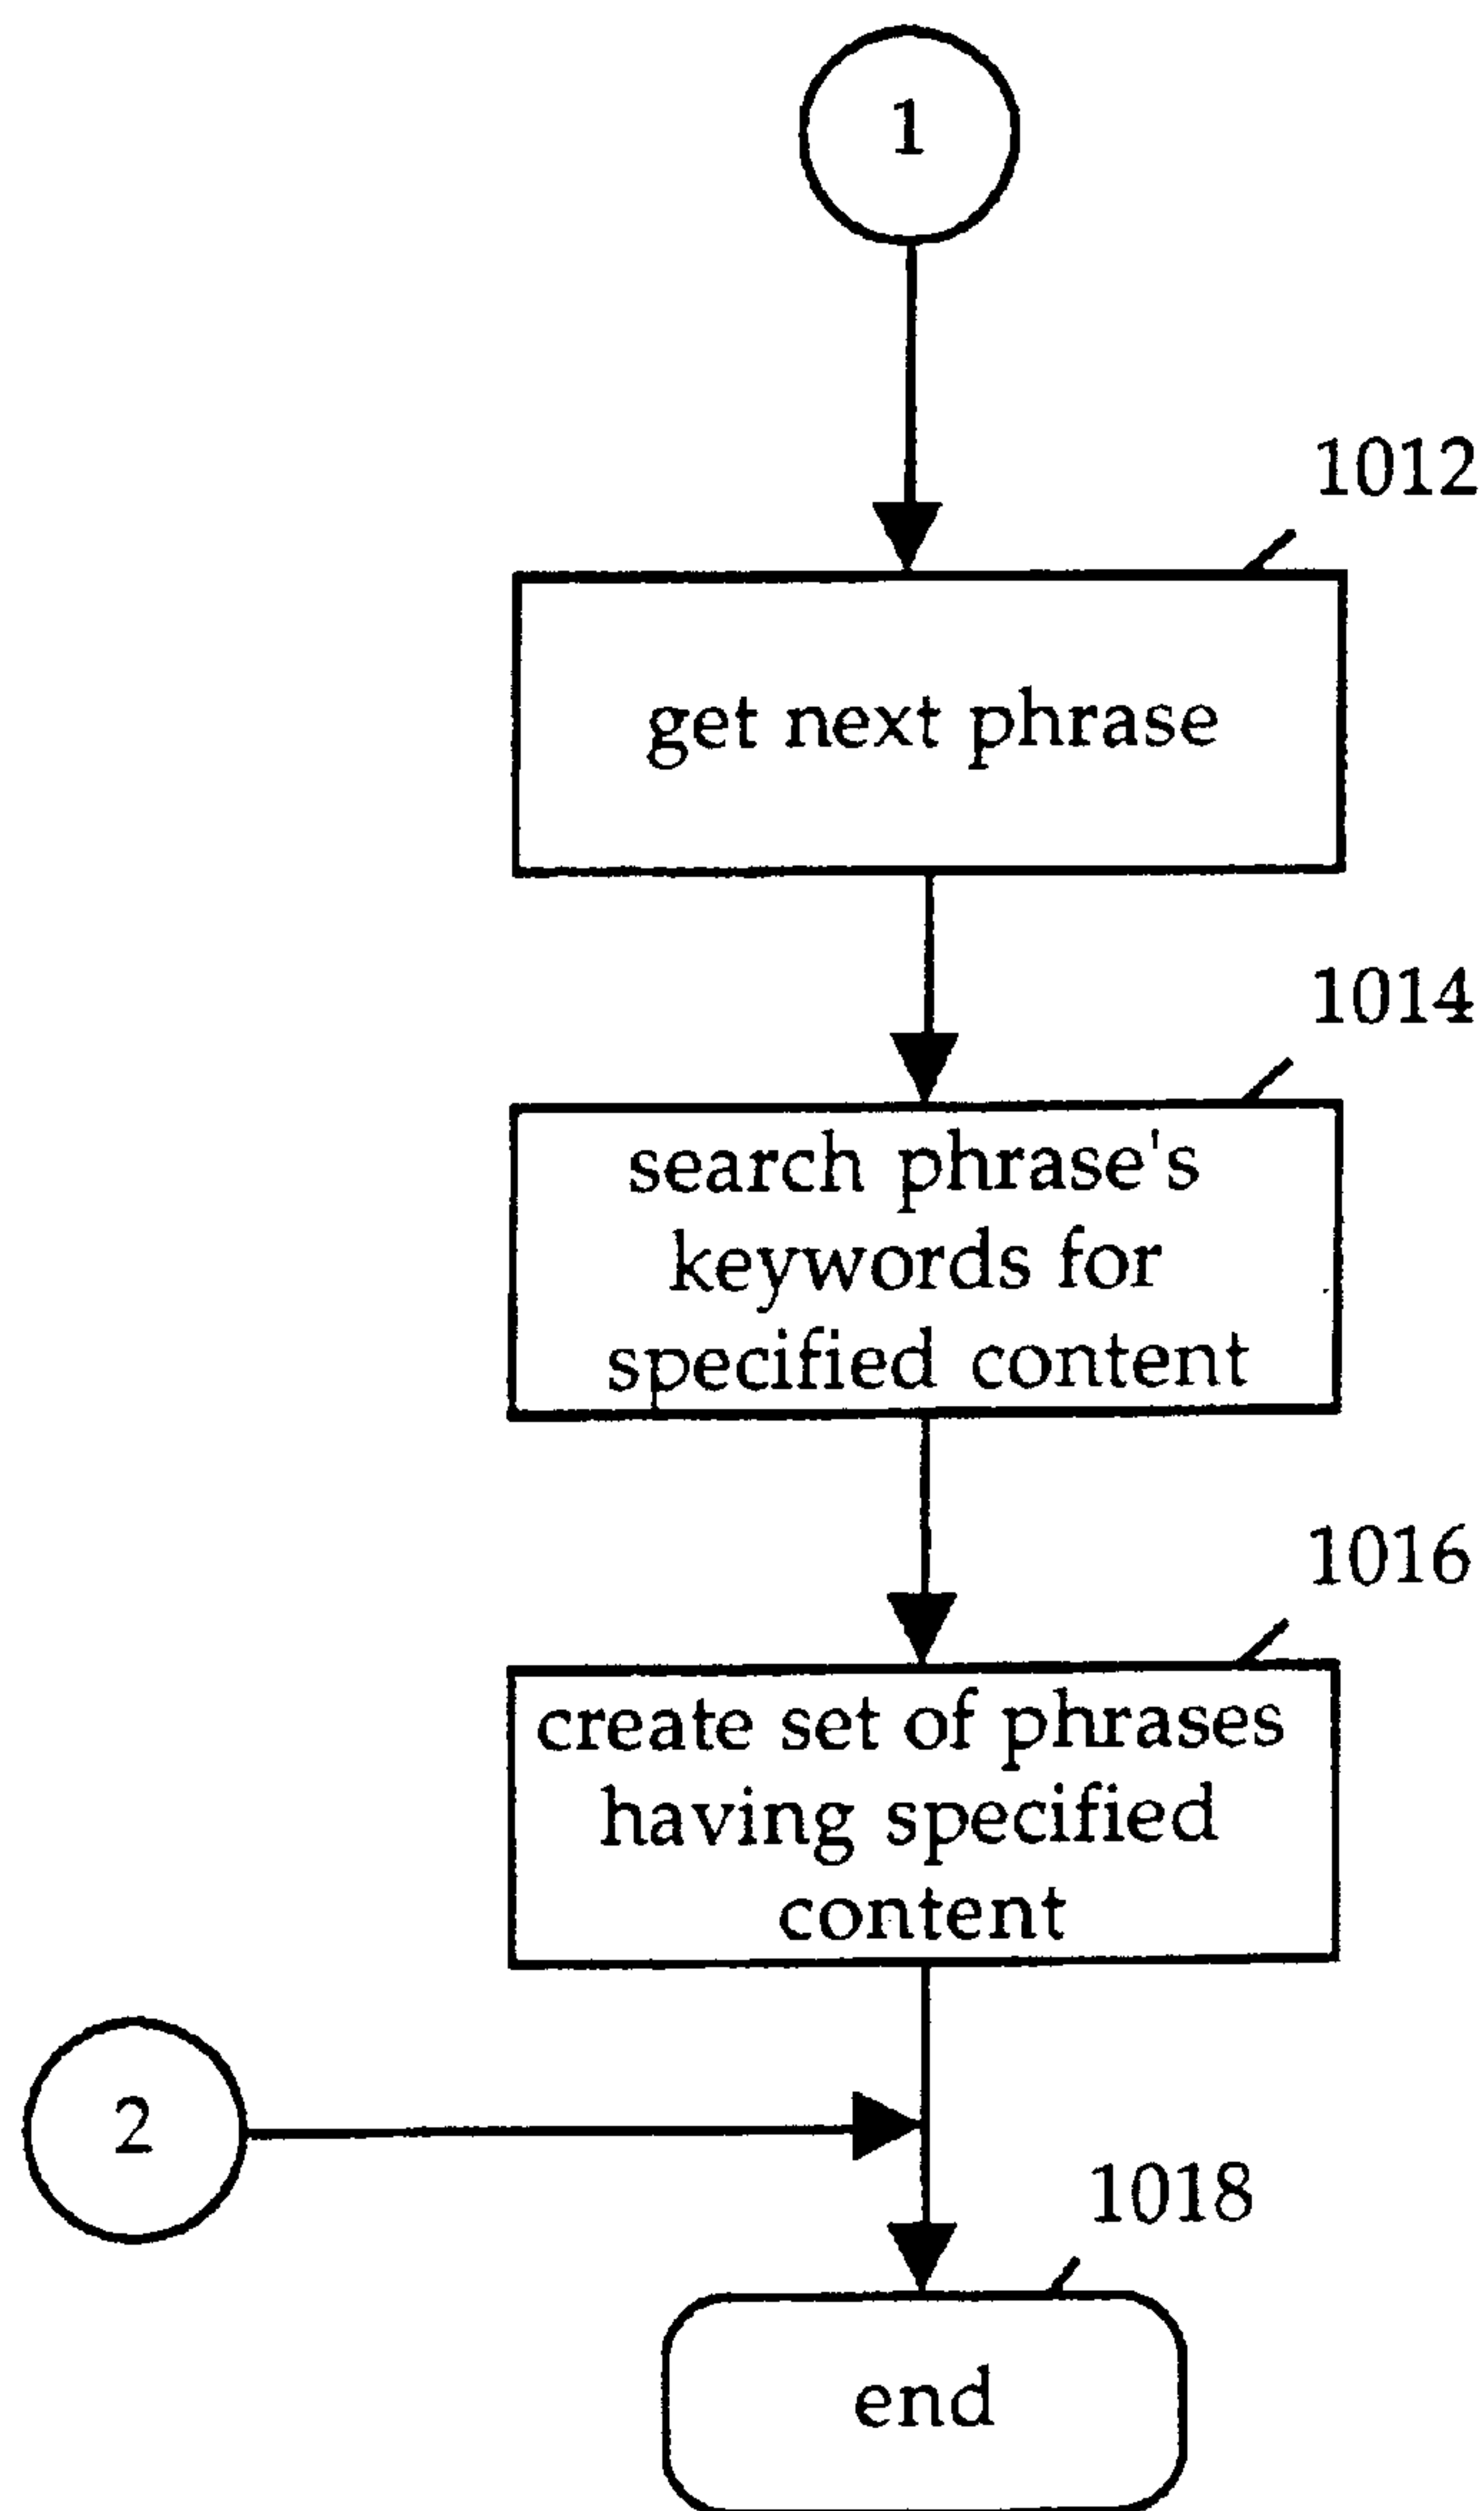 1
1012
get next phrase
1014
search phrase's
keywords for
specified content
1016
create set of phrases
having specified
content
2
1018
end